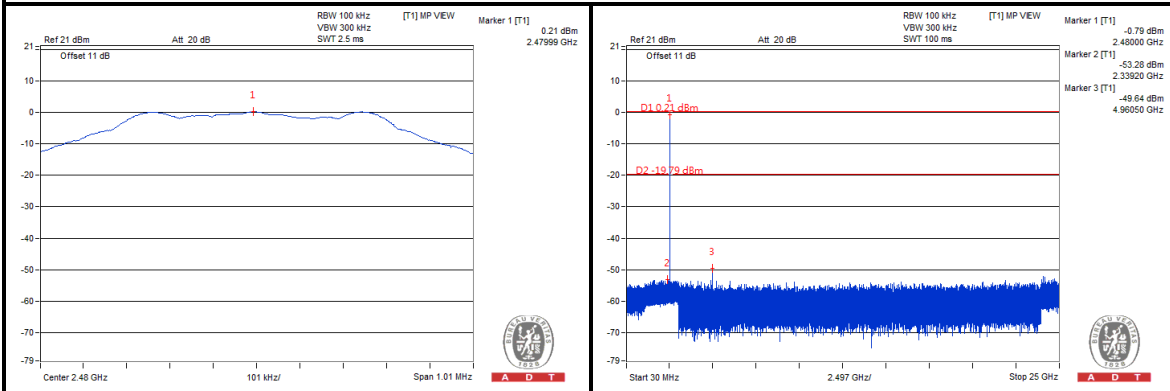 RBW 100 kHz
VBW 300 kHz
SWT 2.5 ms
[T1] MP VIEW
Ref 21 dBm
Att 20 dB
Marker 1 [T1]
0.21 dBm
2.47999 GHz
21
Offset 11 dB
10
0
-10
-20
-30
-40
-50
-60
-70
-79
1
Center 2.48 GHz
101 kHz/
Span 1.01 MHz
BUREAU VERITAS
1828
A D T
RBW 100 kHz
VBW 300 kHz
SWT 100 ms
[T1] MP VIEW
Ref 21 dBm
Att 20 dB
Marker 1 [T1]
-0.79 dBm
2.48000 GHz
Marker 2 [T1]
-53.28 dBm
2.33920 GHz
Marker 3 [T1]
-49.64 dBm
4.96050 GHz
21
Offset 11 dB
10
0
-10
-20
-30
-40
-50
-60
-70
-79
1
D1 0.21 dBm
D2 -19.79 dBm
2
3
Start 30 MHz
2.497 GHz/
Stop 25 GHz
BUREAU VERITAS
1828
A D T